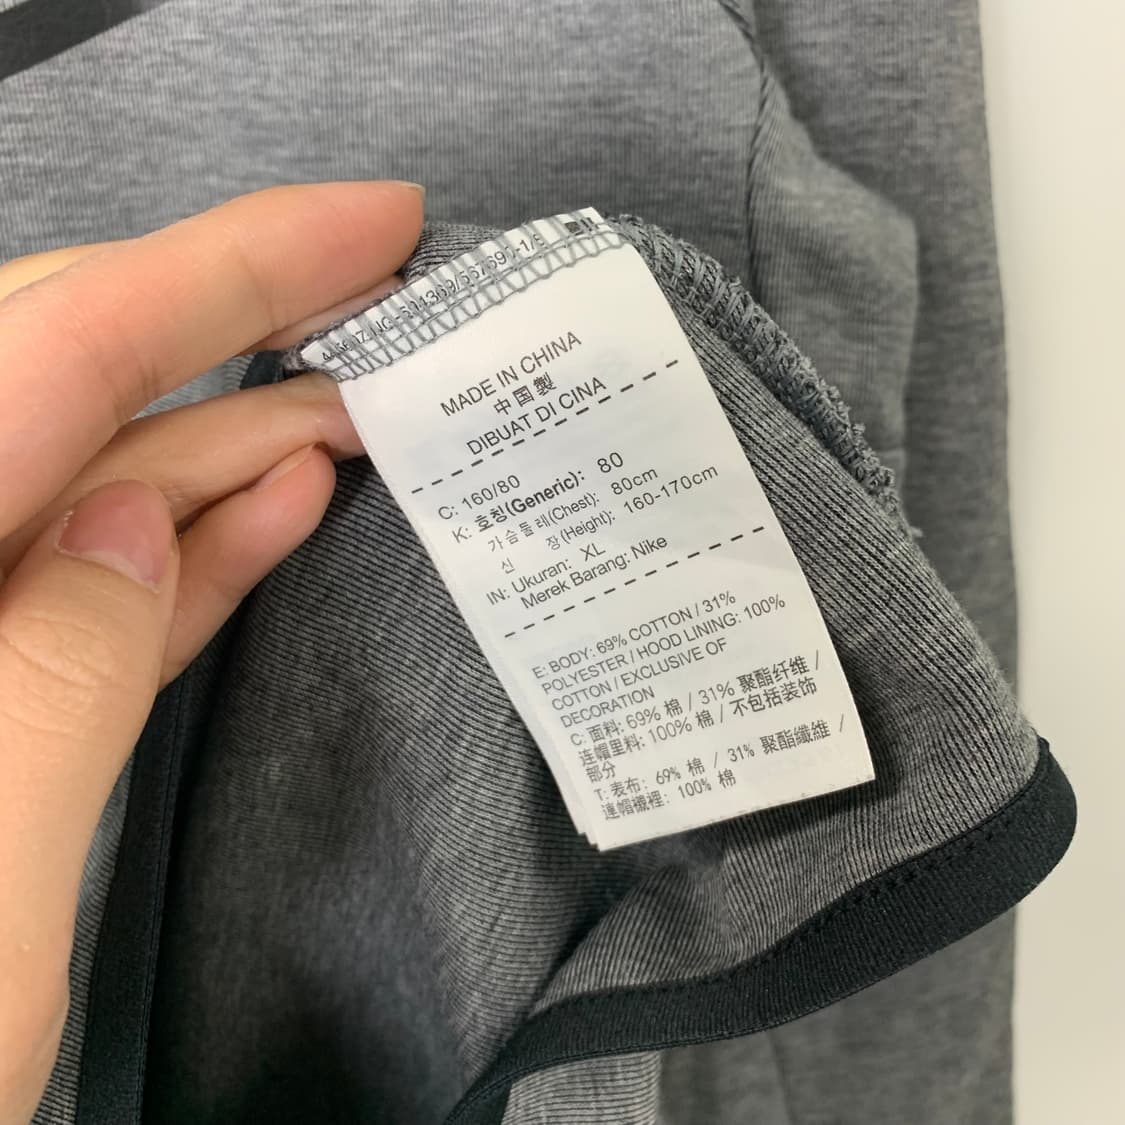 MADE IN CHINA
中国製
DIBUAT DI CINA
C: 160/80
K: 호칭(Generic): 80
가슴둘레(Chest): 80cm
신 장(Height): 160-170cm
IN: Ukuran: XL
Merek Barang: Nike
E: BODY: 69% COTTON / 31%
POLYESTER / HOOD LINING: 100%
COTTON / EXCLUSIVE OF
DECORATION
C: 面料: 69% 棉 / 31% 聚酯纤维 /
连帽里料: 100% 棉 / 不包括装饰
部分
T: 表布: 69% 棉 / 31% 聚酯纖維 /
連帽襯裡: 100% 棉